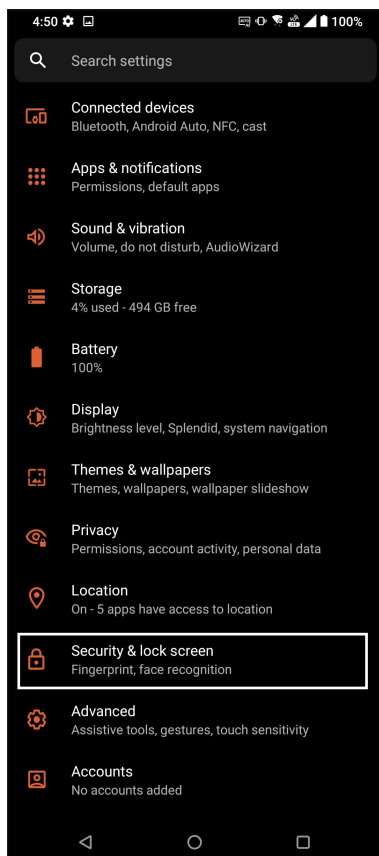 4:50
100%
Search settings
Connected devices
Bluetooth, Android Auto, NFC, cast
Apps & notifications
Permissions, default apps
Sound & vibration
Volume, do not disturb, AudioWizard
Storage
4% used - 494 GB free
Battery
100%
Display
Brightness level, Splendid, system navigation
Themes & wallpapers
Themes, wallpapers, wallpaper slideshow
Privacy
Permissions, account activity, personal data
Location
On - 5 apps have access to location
Security & lock screen
Fingerprint, face recognition
Advanced
Assistive tools, gestures, touch sensitivity
Accounts
No accounts added